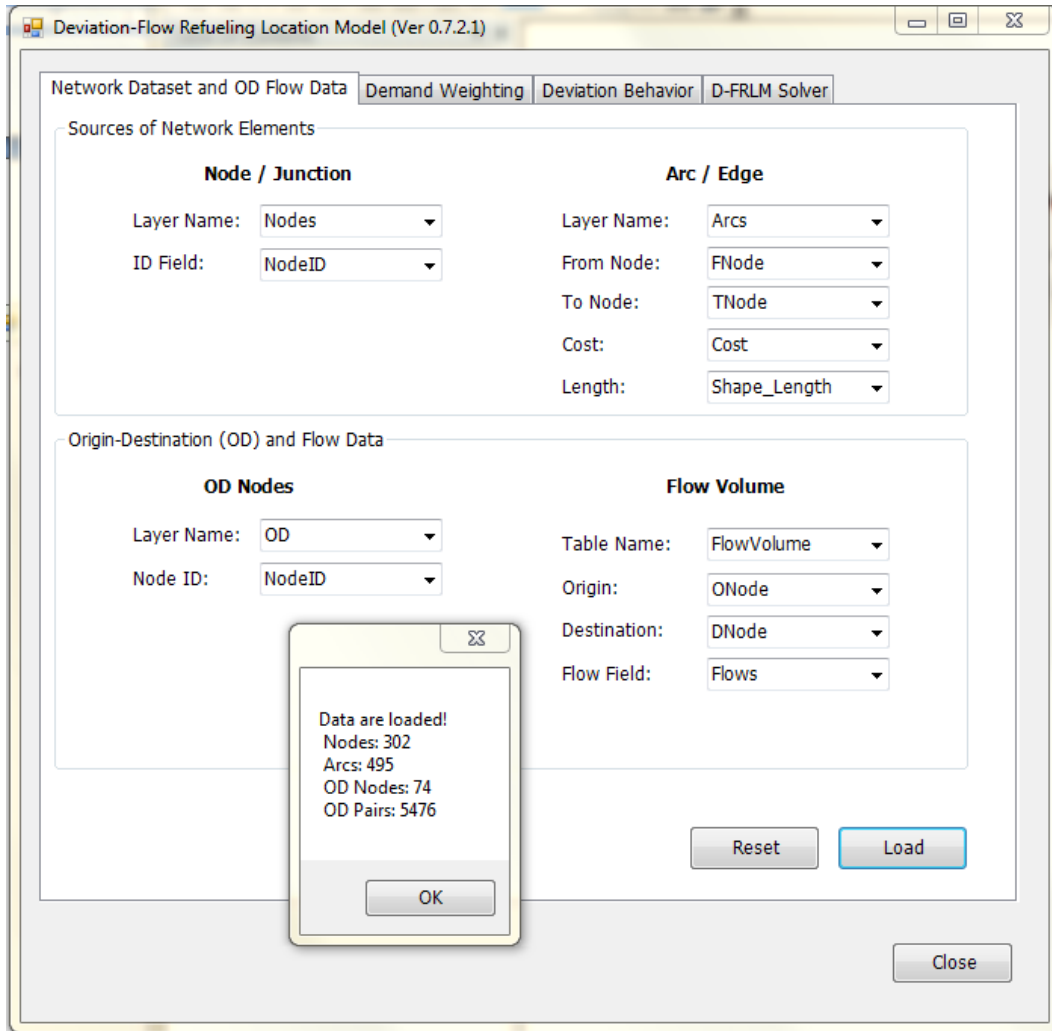 Deviation-Flow Refueling Location Model (Ver 0.7.2.1)
Network Dataset and OD Flow Data Demand Weighting Deviation Behavior D-FRLM Solver
Sources of Network Elements
Node / Junction
Layer Name: Nodes
ID Field: NodeID
Arc / Edge
Layer Name: Arcs
From Node: FNode
To Node: TNode
Cost: Cost
Length: Shape_Length
Origin-Destination (OD) and Flow Data
OD Nodes
Layer Name: OD
Node ID: NodeID
Flow Volume
Table Name: FlowVolume
Origin: ONode
Destination: DNode
Flow Field: Flows
Data are loaded!
Nodes: 302
Arcs: 495
OD Nodes: 74
OD Pairs: 5476
OK
Reset Load
Close